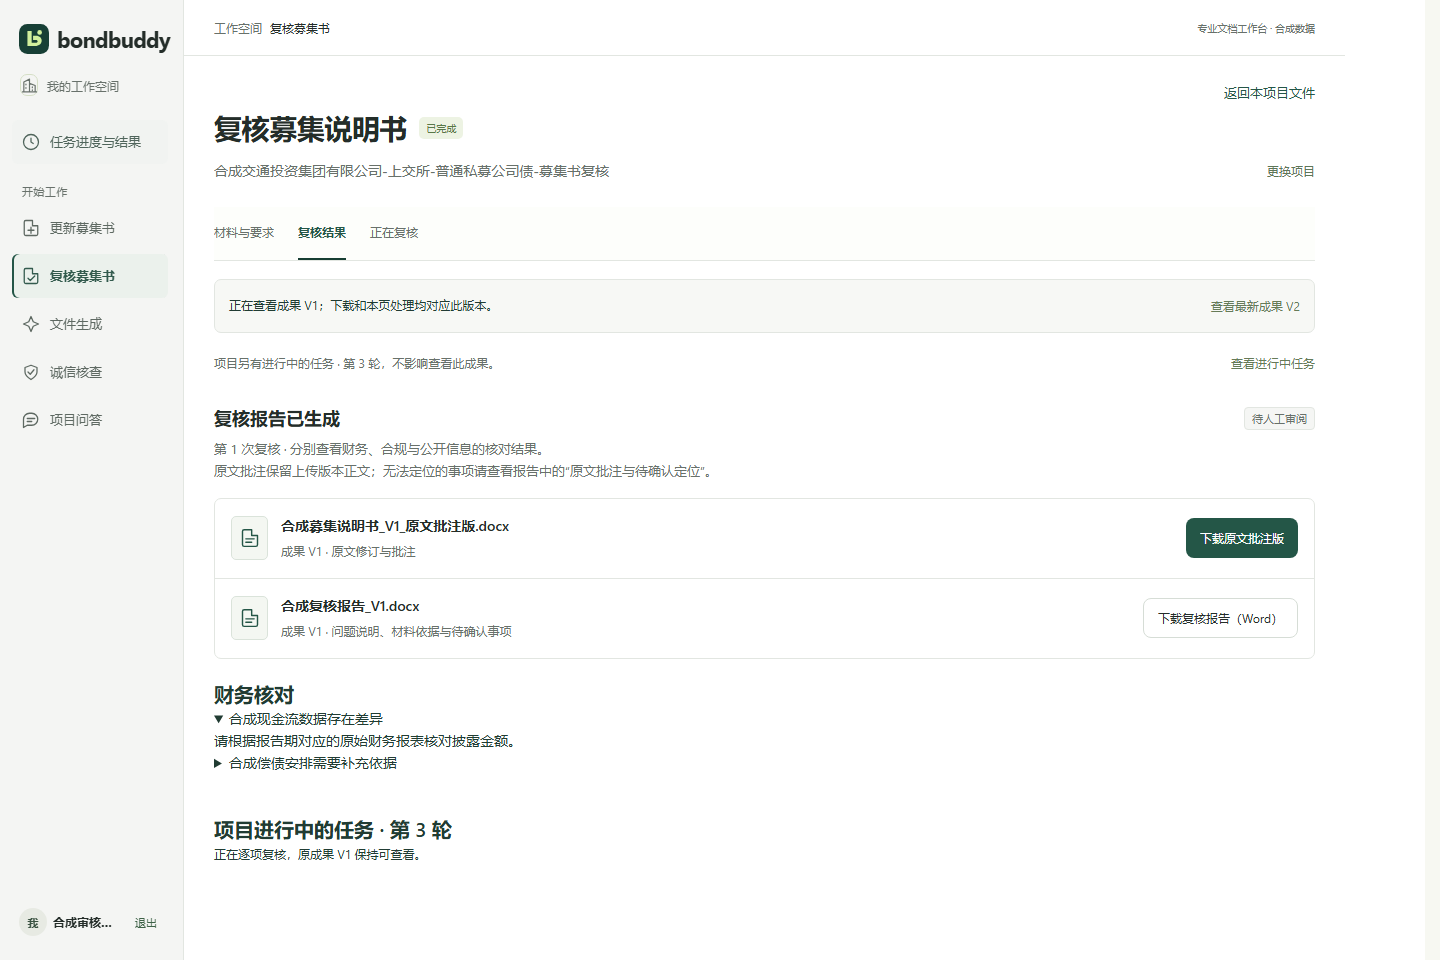 bondbuddy
我的工作空间
任务进度与结果
开始工作
更新募集书
复核募集书
文件生成
诚信核查
项目问答
我 合成审核... 退出
工作空间 复核募集书
专业文档工作台 · 合成数据
返回本项目文件
复核募集说明书 已完成
合成交通投资集团有限公司-上交所-普通私募公司债-募集书复核
更换项目
材料与要求 复核结果 正在复核
正在查看成果 V1；下载和本页处理均对应此版本。
查看最新成果 V2
项目另有进行中的任务 · 第 3 轮，不影响查看此成果。
查看进行中任务
复核报告已生成
待人工审阅
第 1 次复核 · 分别查看财务、合规与公开信息的核对结果。
原文批注保留上传版本正文；无法定位的事项请查看报告中的“原文批注与待确认定位”。
合成募集说明书_V1_原文批注版.docx
成果 V1 · 原文修订与批注
下载原文批注版
合成复核报告_V1.docx
成果 V1 · 问题说明、材料依据与待确认事项
下载复核报告（Word）
财务核对
▼ 合成现金流数据存在差异
请根据报告期对应的原始财务报表核对披露金额。
▶ 合成偿债安排需要补充依据
项目进行中的任务 · 第 3 轮
正在逐项复核，原成果 V1 保持可查看。